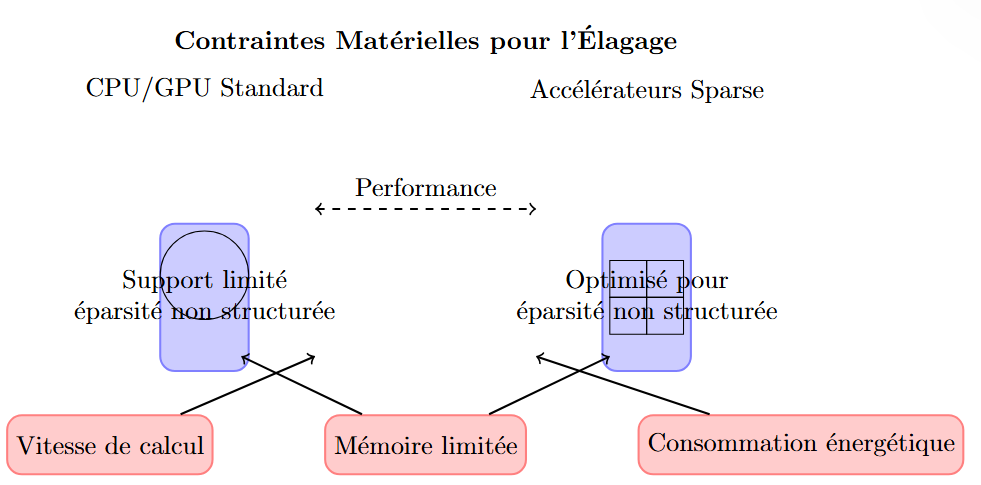 Contraintes Matérielles pour l'Élagage
CPU/GPU Standard
Accélérateurs Sparse
Performance
Support limité
éparsité non structurée
Optimisé pour
éparsité non structurée
Vitesse de calcul
Mémoire limitée
Consommation énergétique